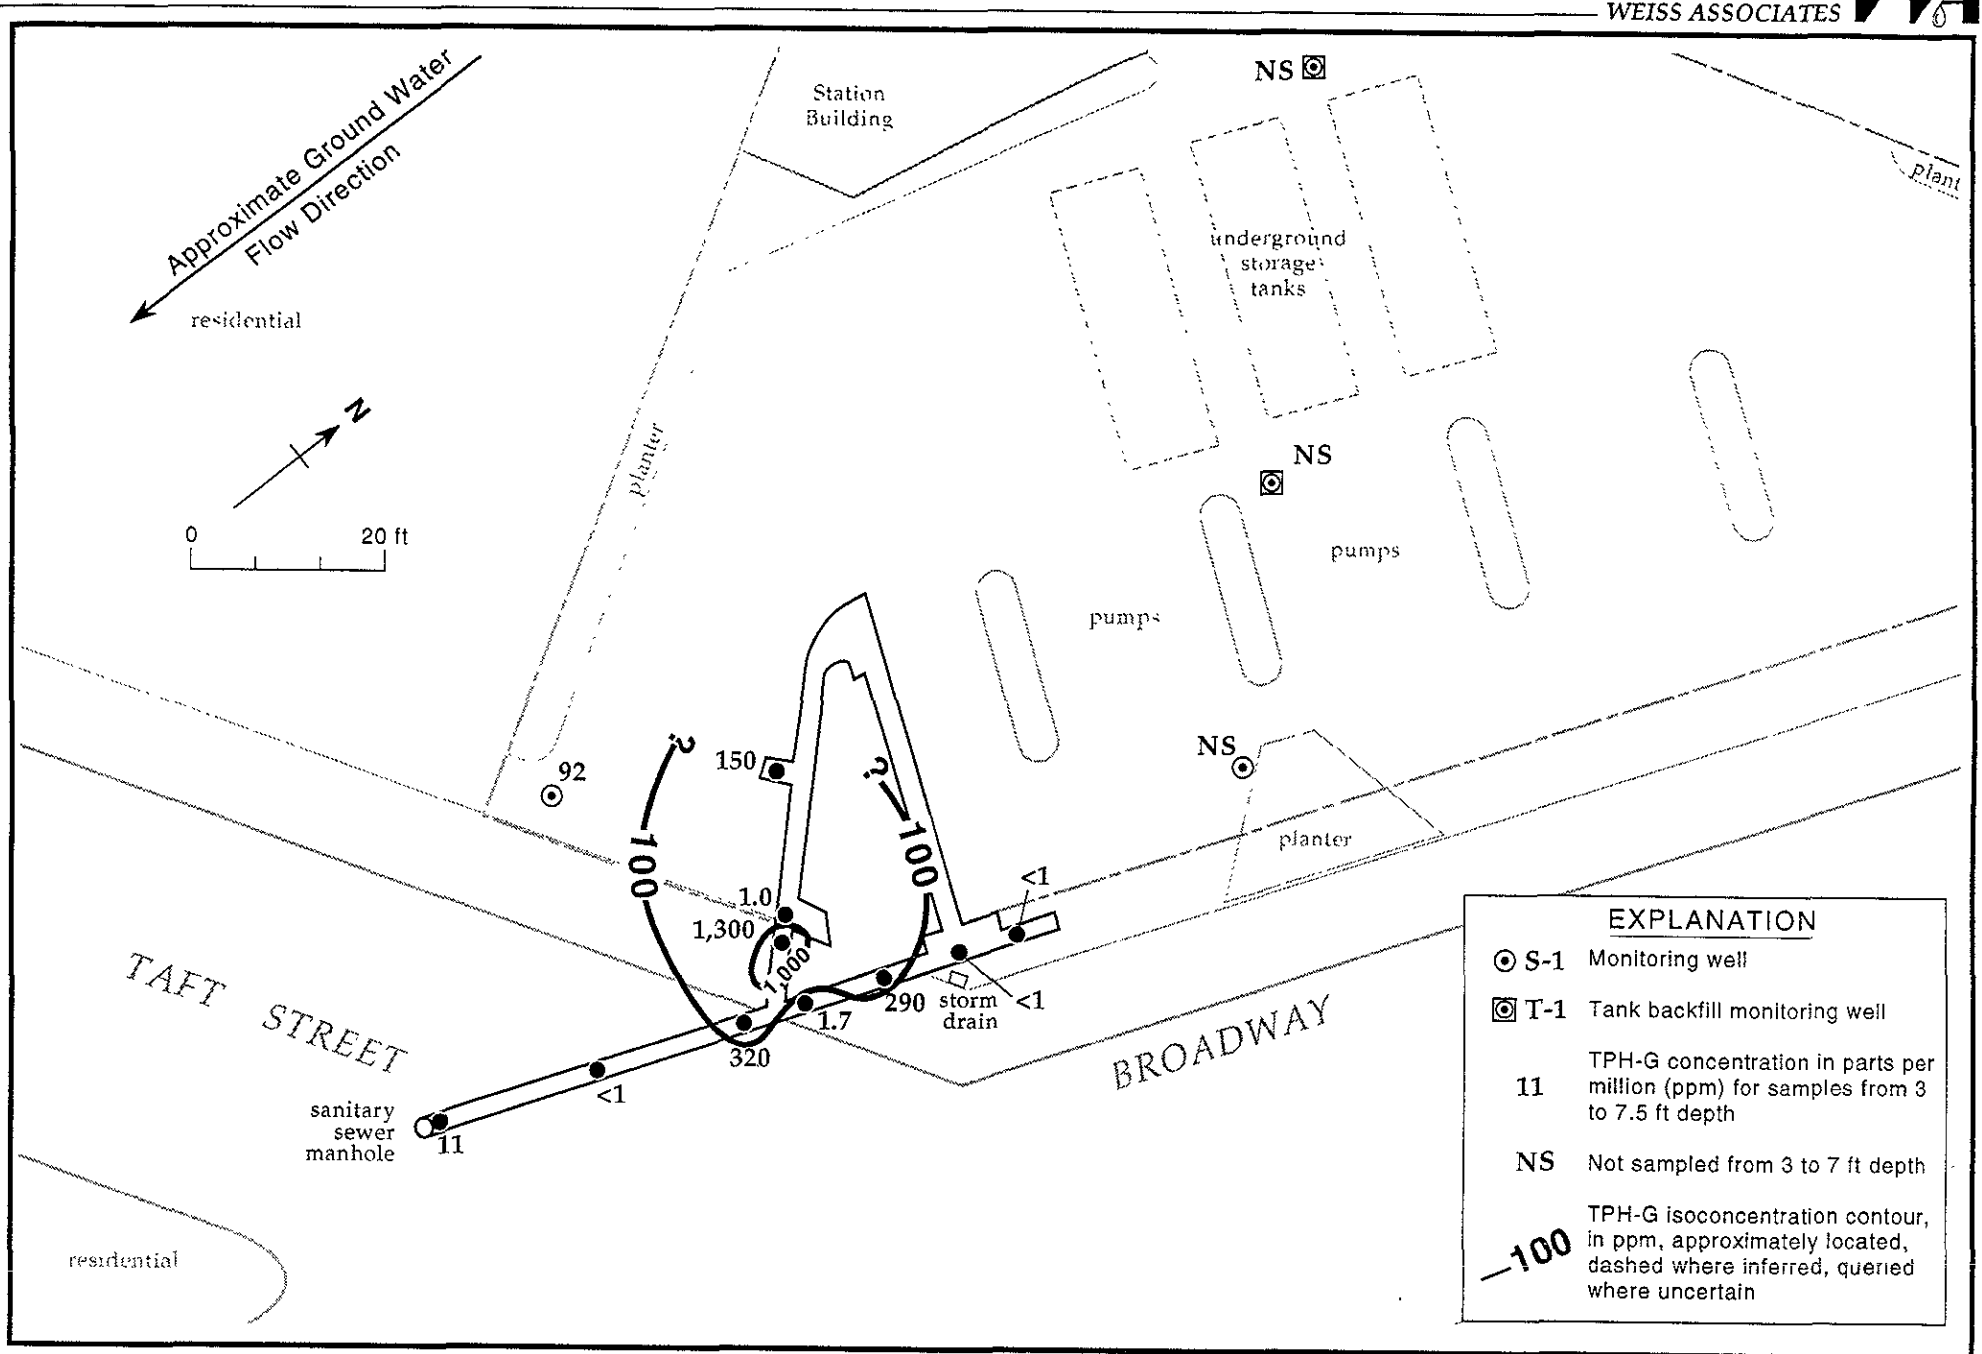 WEISS ASSOCIATES
Approximate Ground Water
Flow Direction
residential
N
0 20 ft
Station
Building
planter
NS
underground
storage
tanks
plant
NS
pumps
pumps
NS
planter
?
150
?
92
100
100
1.0
1,300
1,000
<1
290
storm
drain
<1
1.7
320
<1
11
sanitary
sewer
manhole
TAFT STREET
BROADWAY
residential
EXPLANATION
S-1 Monitoring well
T-1 Tank backfill monitoring well
11 TPH-G concentration in parts per
million (ppm) for samples from 3
to 7.5 ft depth
NS Not sampled from 3 to 7 ft depth
—100 TPH-G isoconcentration contour,
in ppm, approximately located,
dashed where inferred, queried
where uncertain